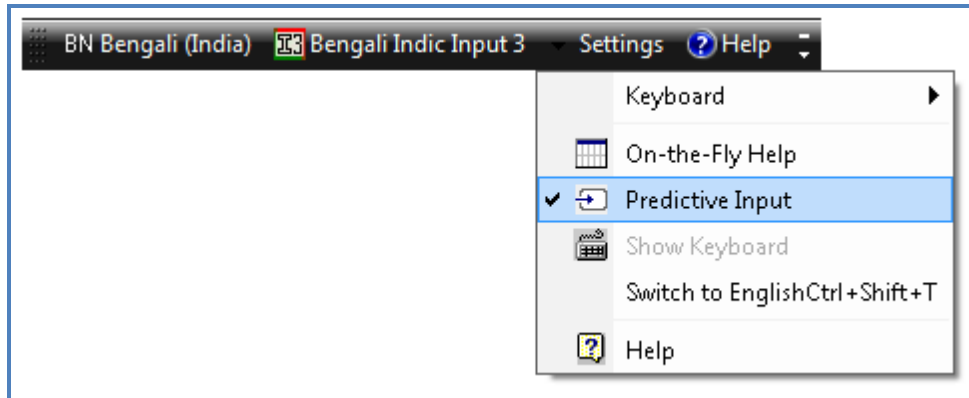 BN Bengali (India) I3 Bengali Indic Input 3 Settings ? Help
Keyboard
On-the-Fly Help
Predictive Input
Show Keyboard
Switch to EnglishCtrl+Shift+T
? Help